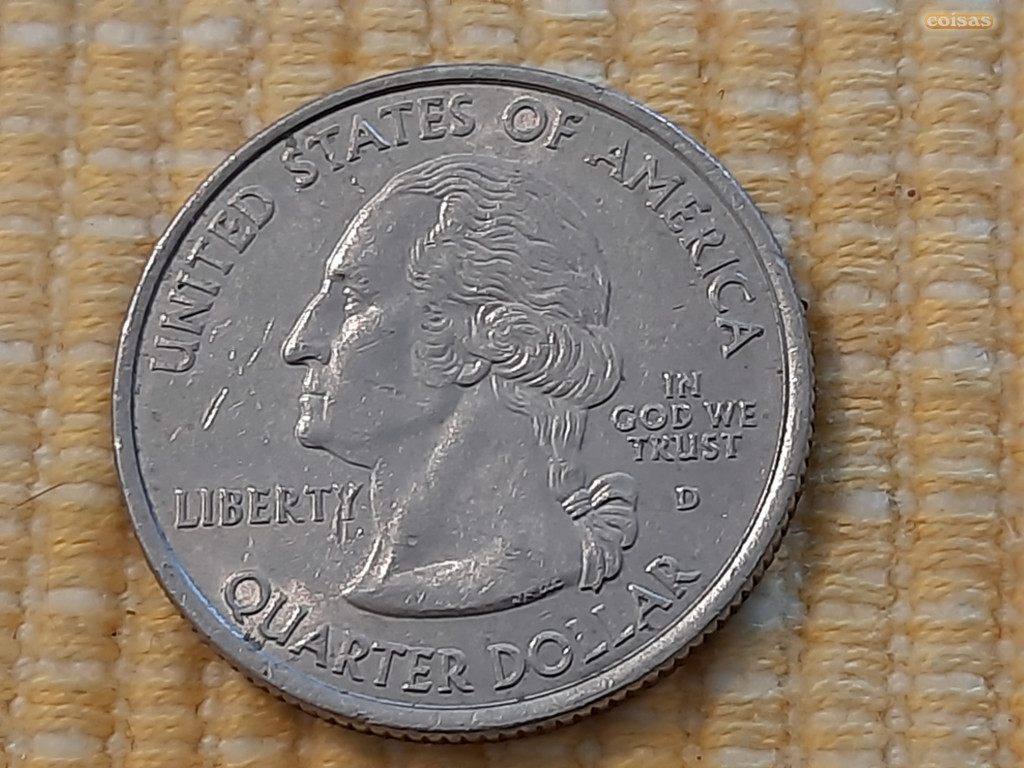 coisas
UNITED STATES OF AMERICA
IN
GOD WE
TRUST
LIBERTY
D
QUARTER DOLLAR